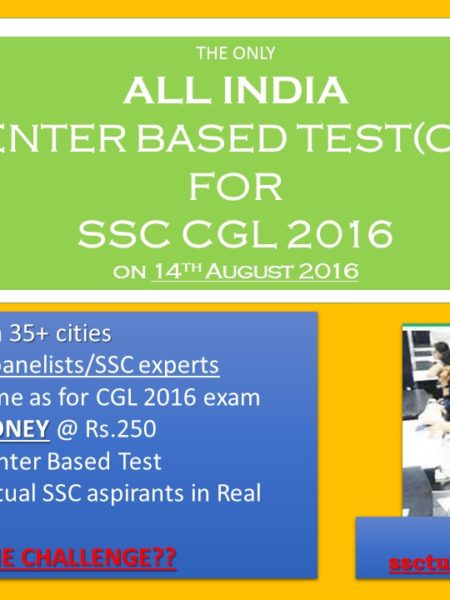 THE ONLY
ALL INDIA
ENTER BASED TEST(O
FOR
SSC CGL 2016
ON 14TH AUGUST 2016
35+ cities
panelists/SSC experts
me as for CGL 2016 exam
ONEY @ Rs.250
nter Based Test
tual SSC aspirants in Real
HE CHALLENGE??
ssctu